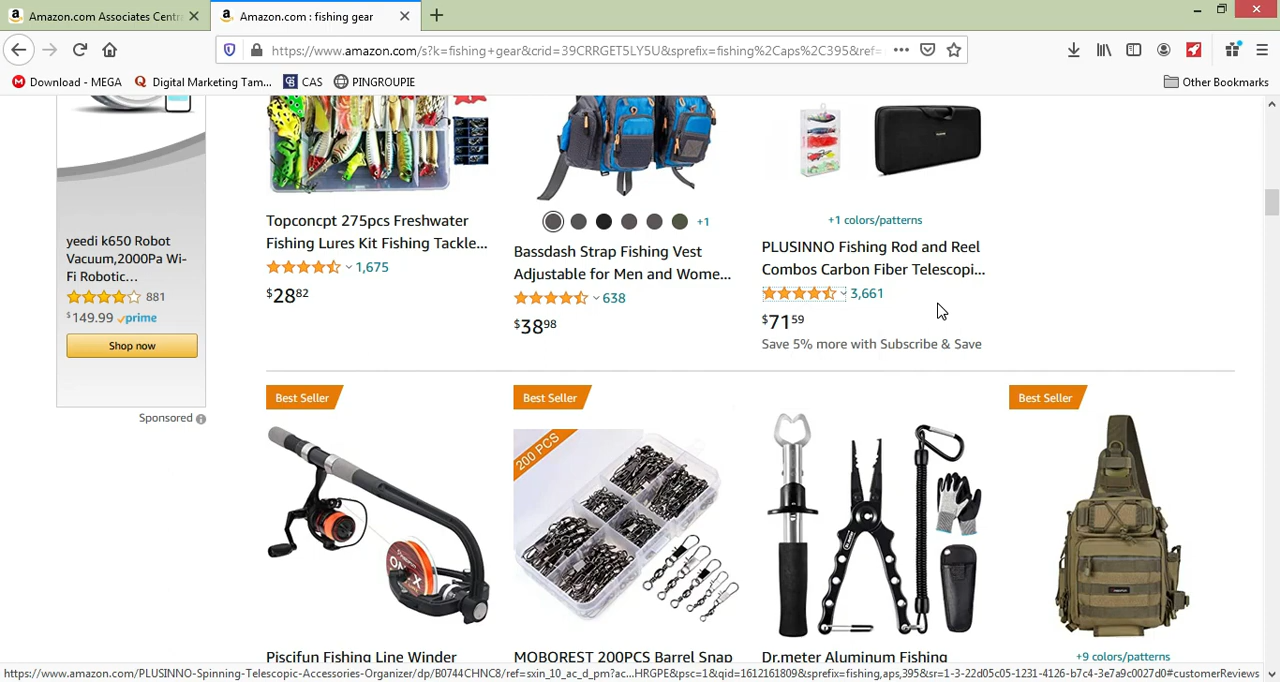 Amazon.com Associates Centr
Amazon.com : fishing gear
https://www.amazon.com/s?k=fishing+gear&crid=39CRRGET5LY5U&sprefix=fishing%2Caps%2C395&ref=
Download - MEGA
Digital Marketing Tam...
CAS
PINGROUPIE
Other Bookmarks
yeedi k650 Robot
Vacuum,2000Pa Wi-
Fi Robotic...
881
$149.99 prime
Shop now
Sponsored
Topconcpt 275pcs Freshwater
Fishing Lures Kit Fishing Tackle...
1,675
$28 82
+1
Bassdash Strap Fishing Vest
Adjustable for Men and Wome...
638
$38 98
+1 colors/patterns
PLUSINNO Fishing Rod and Reel
Combos Carbon Fiber Telescopi...
3,661
$71 59
Save 5% more with Subscribe & Save
Best Seller
Piscifun Fishing Line Winder
Best Seller
200 PCS
MOBOREST 200PCS Barrel Snap
Dr.meter Aluminum Fishing
Best Seller
+9 colors/patterns
https://www.amazon.com/PLUSINNO-Spinning-Telescopic-Accessories-Organizer/dp/B0744CHNC8/ref=sxin_10_ac_d_pm?ac...HRGPE&psc=1&qid=1612161809&sprefix=fishing,aps,395&sr=1-3-22d05c05-1231-4126-b7c4-3e7a9c0027d0#customerReviews